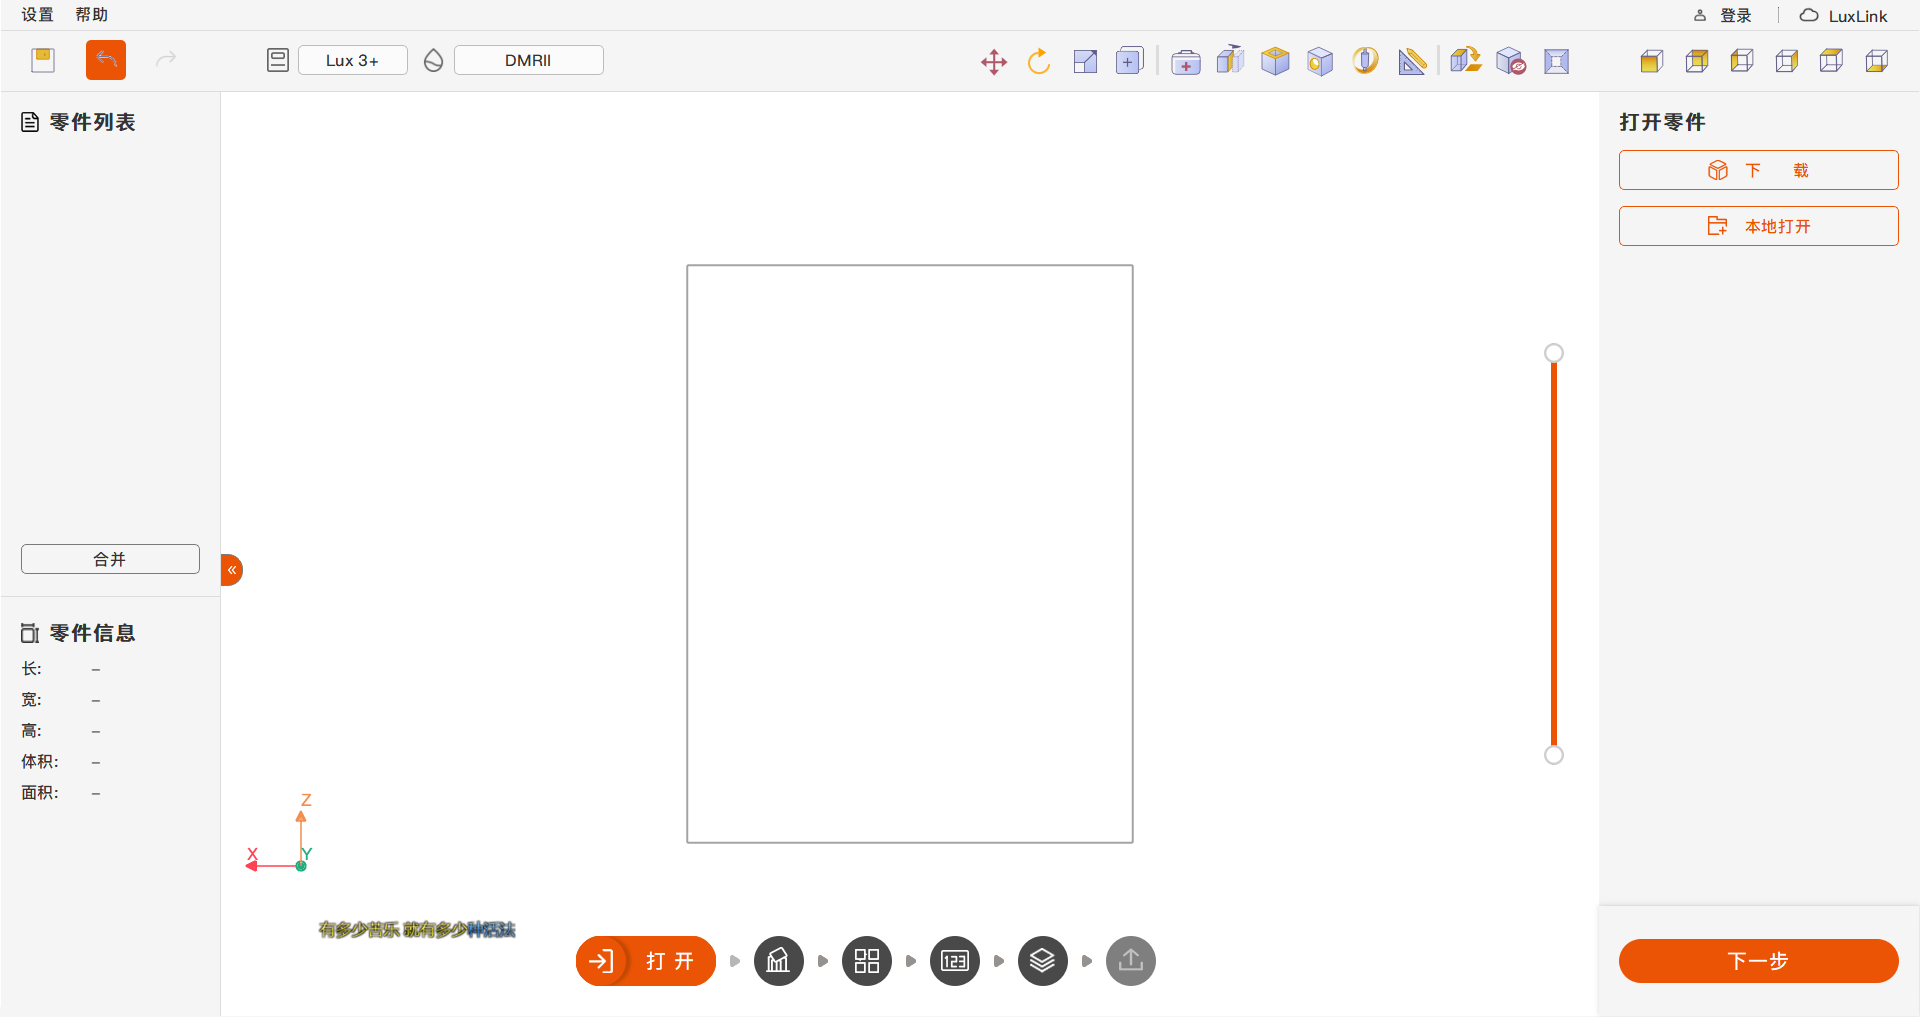 设置 帮助 登录 LuxLink
Lux 3+ DMRII
零件列表
合并
零件信息
长: –
宽: –
高: –
体积: –
面积: –
Z
X Y
有多少苦乐 就有多少种活法
打开 123
打开零件
下 载
本地打开
下一步